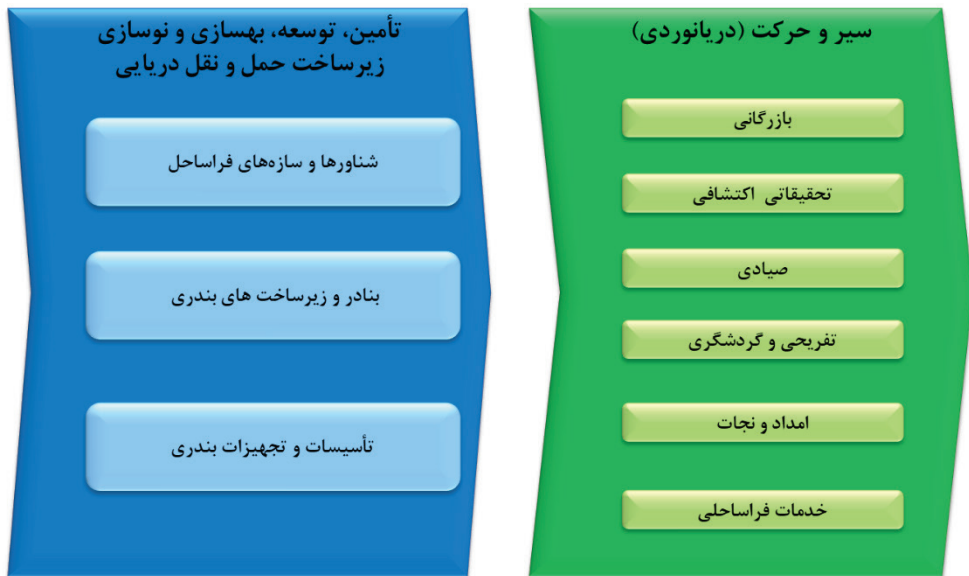 تأمین، توسعه، بهسازی و نوسازی
زیرساخت حمل و نقل دریایی
شناورها و سازه‌های فراساحل
بنادر و زیرساخت های بندری
تأسیسات و تجهیزات بندری
سیر و حرکت (دریانوردی)
بازرگانی
تحقیقاتی اکتشافی
صیادی
تفریحی و گردشگری
امداد و نجات
خدمات فراساحلی